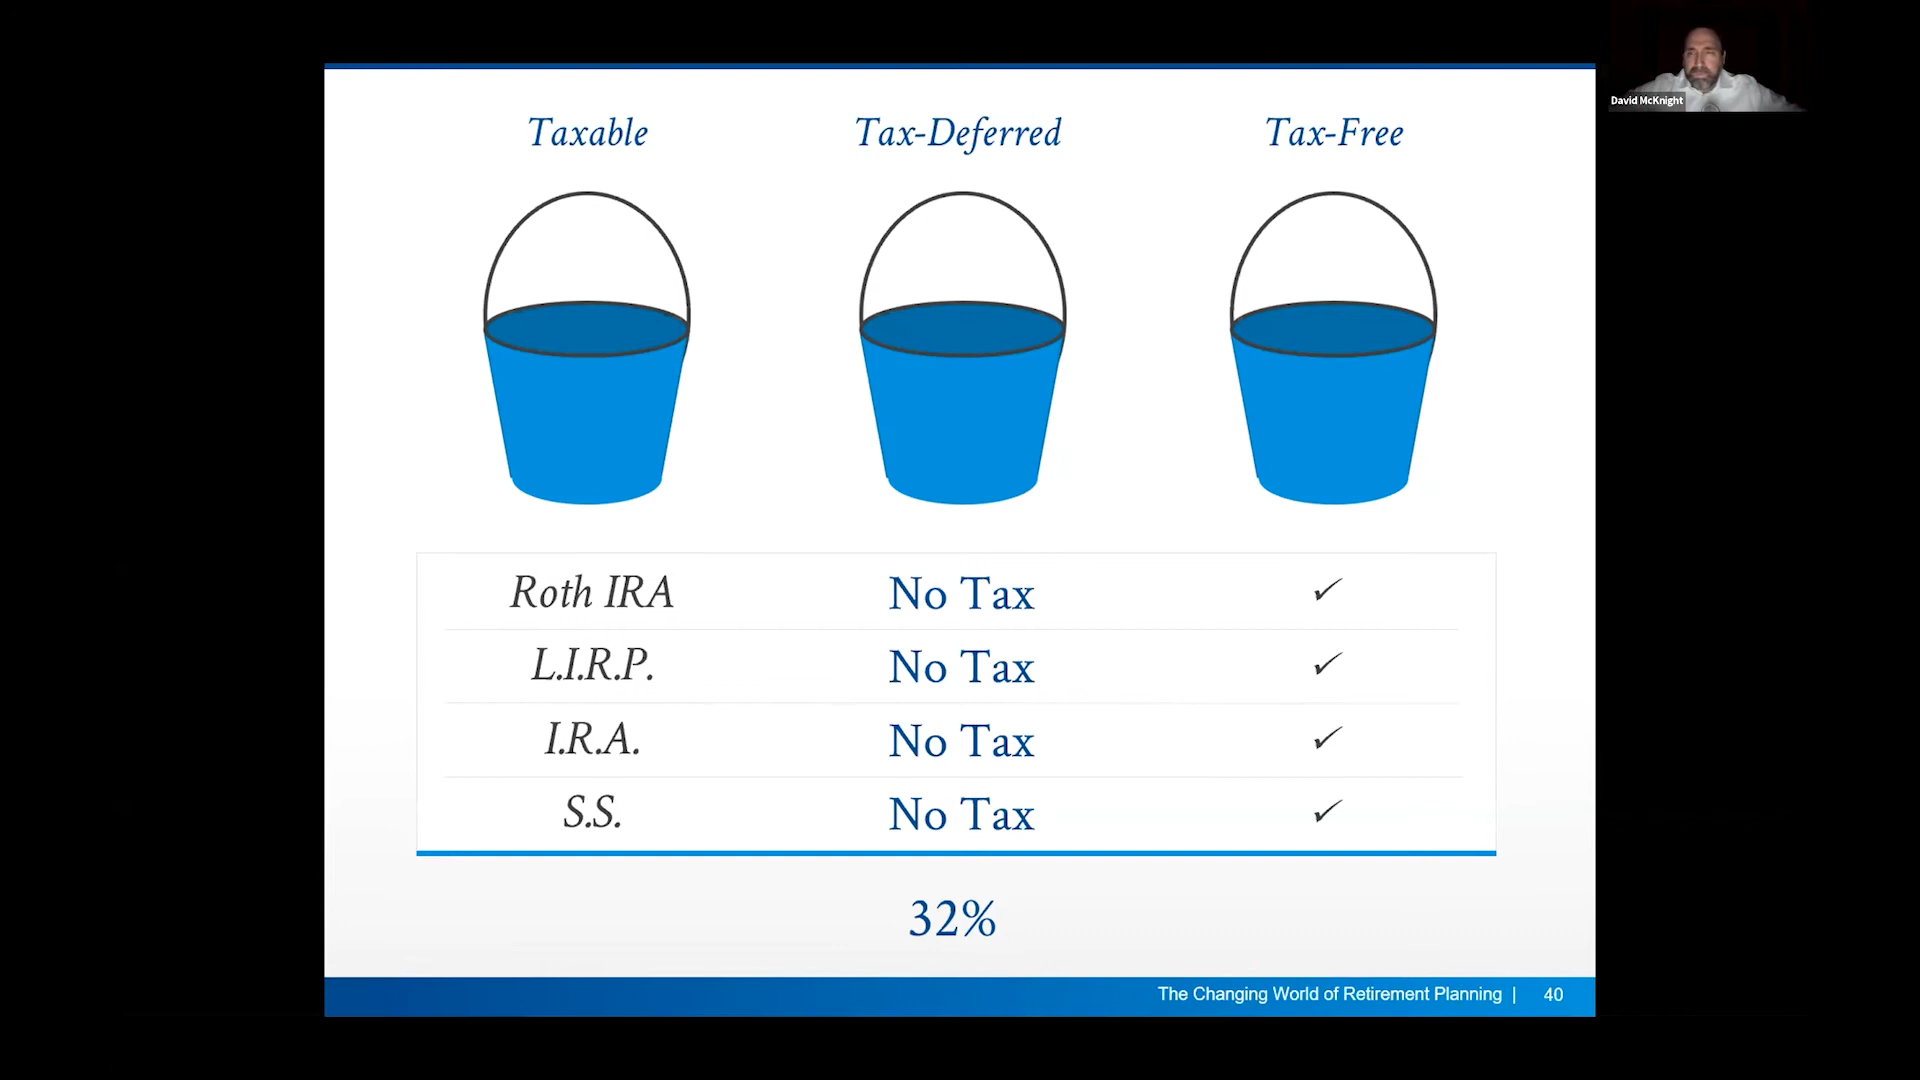 David McKnight
Taxable Tax-Deferred Tax-Free
Roth IRA No Tax ✓
L.I.R.P. No Tax ✓
I.R.A. No Tax ✓
S.S. No Tax ✓
32%
The Changing World of Retirement Planning | 40